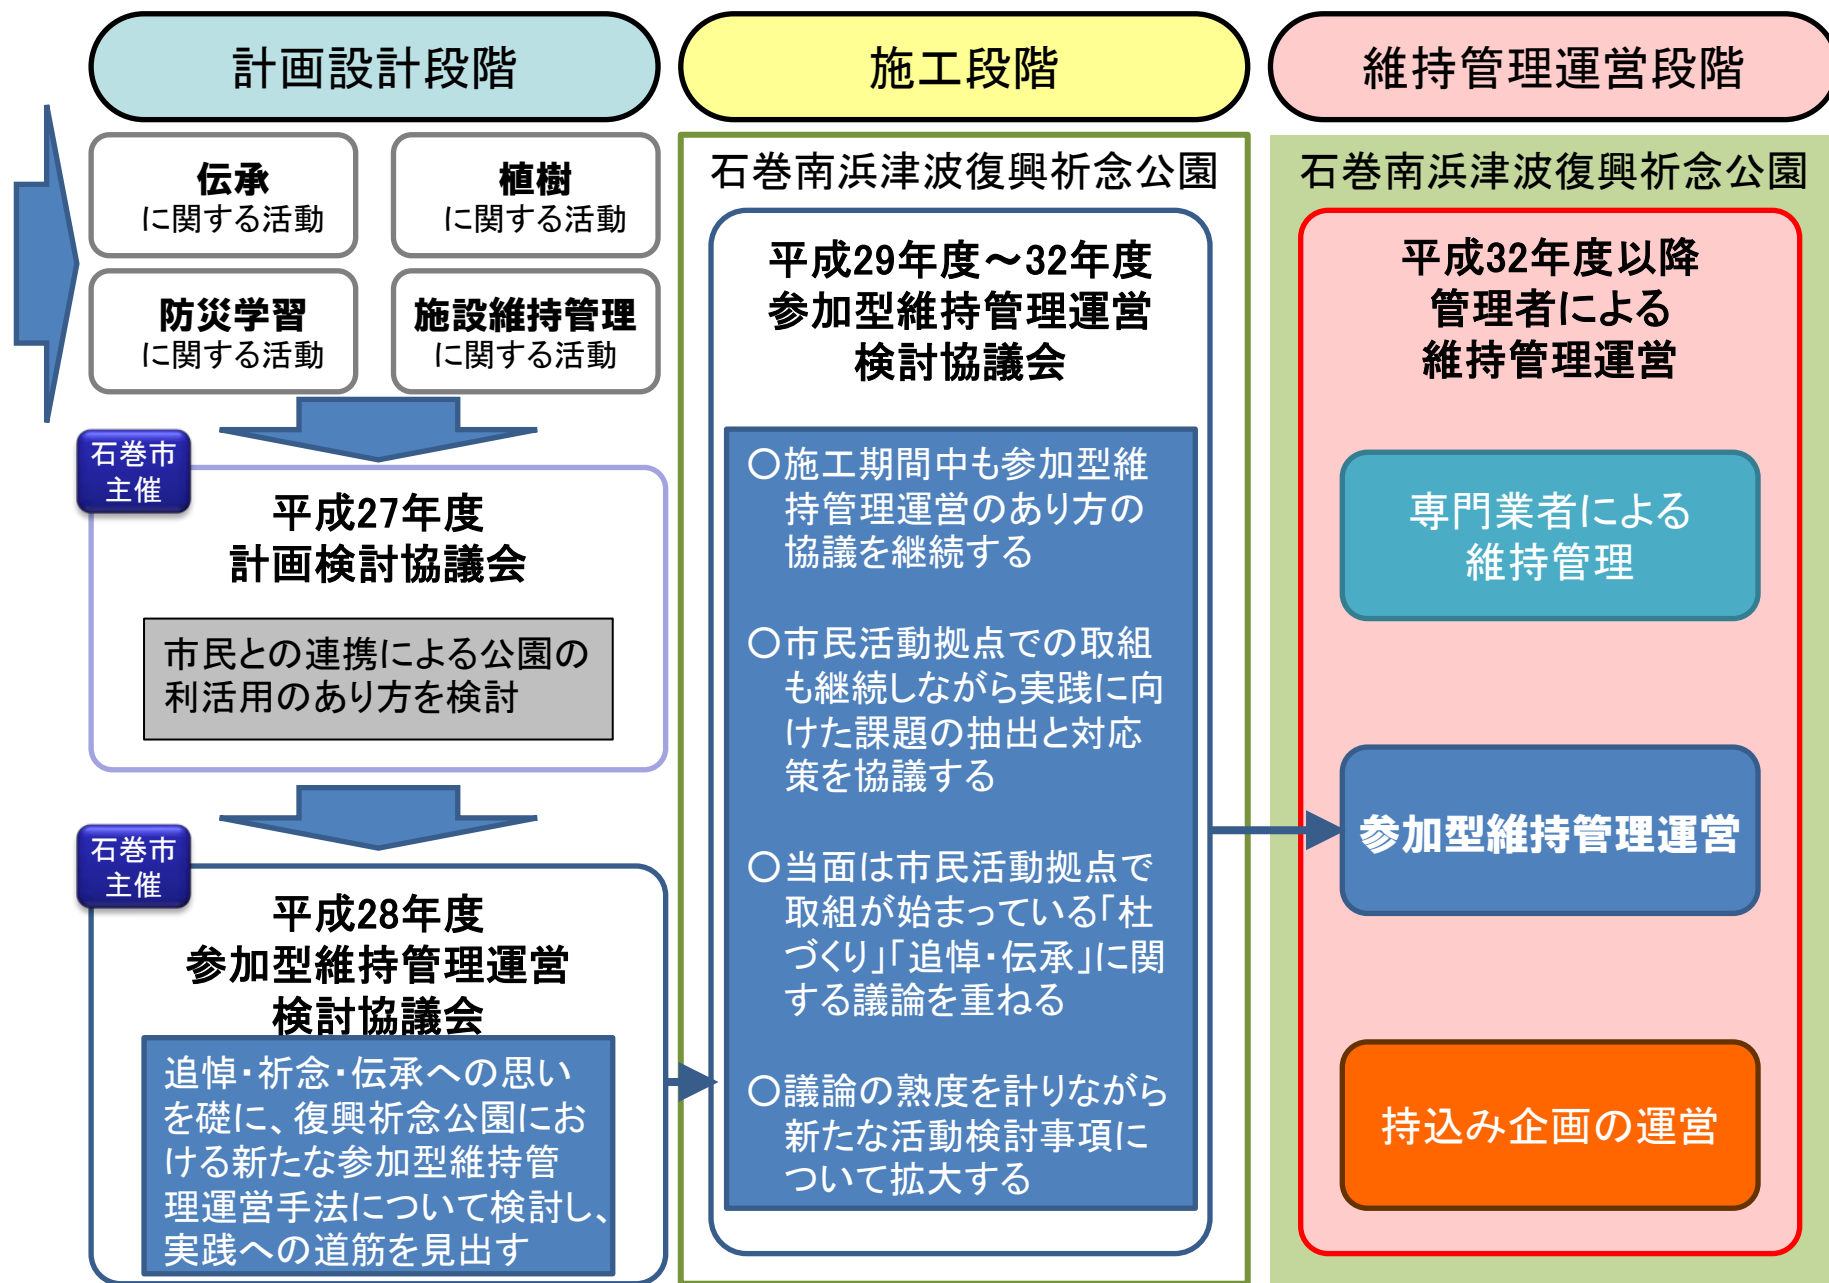 計画設計段階
伝承
に関する活動
植樹
に関する活動
防災学習
に関する活動
施設維持管理
に関する活動
石巻市
主催
平成27年度
計画検討協議会
市民との連携による公園の
利活用のあり方を検討
石巻市
主催
平成28年度
参加型維持管理運営
検討協議会
追悼・祈念・伝承への思い
を礎に、復興祈念公園にお
ける新たな参加型維持管
理運営手法について検討し、
実践への道筋を見出す
施工段階
石巻南浜津波復興祈念公園
平成29年度～32年度
参加型維持管理運営
検討協議会
○施工期間中も参加型維
持管理運営のあり方の
協議を継続する
○市民活動拠点での取組
も継続しながら実践に向
けた課題の抽出と対応
策を協議する
○当面は市民活動拠点で
取組が始まっている「杜
づくり」「追悼・伝承」に関
する議論を重ねる
○議論の熟度を計りながら
新たな活動検討事項に
ついて拡大する
維持管理運営段階
石巻南浜津波復興祈念公園
平成32年度以降
管理者による
維持管理運営
専門業者による
維持管理
参加型維持管理運営
持込み企画の運営